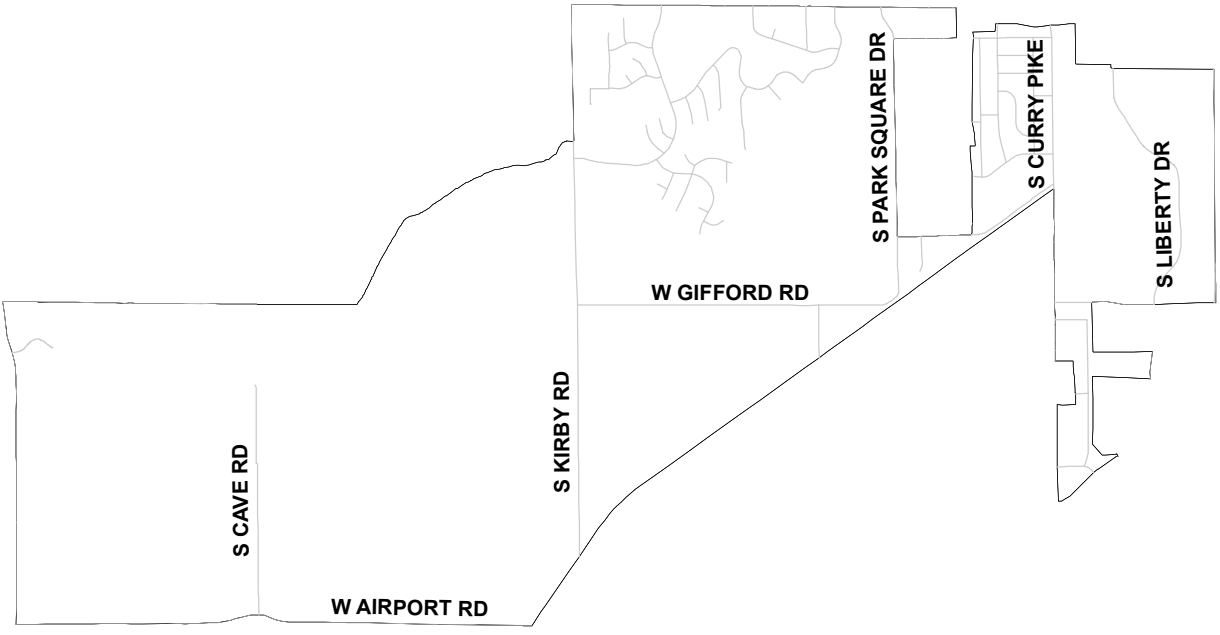 S PARK SQUARE DR
S CURRY PIKE
S LIBERTY DR
W GIFFORD RD
S KIRBY RD
S CAVE RD
W AIRPORT RD